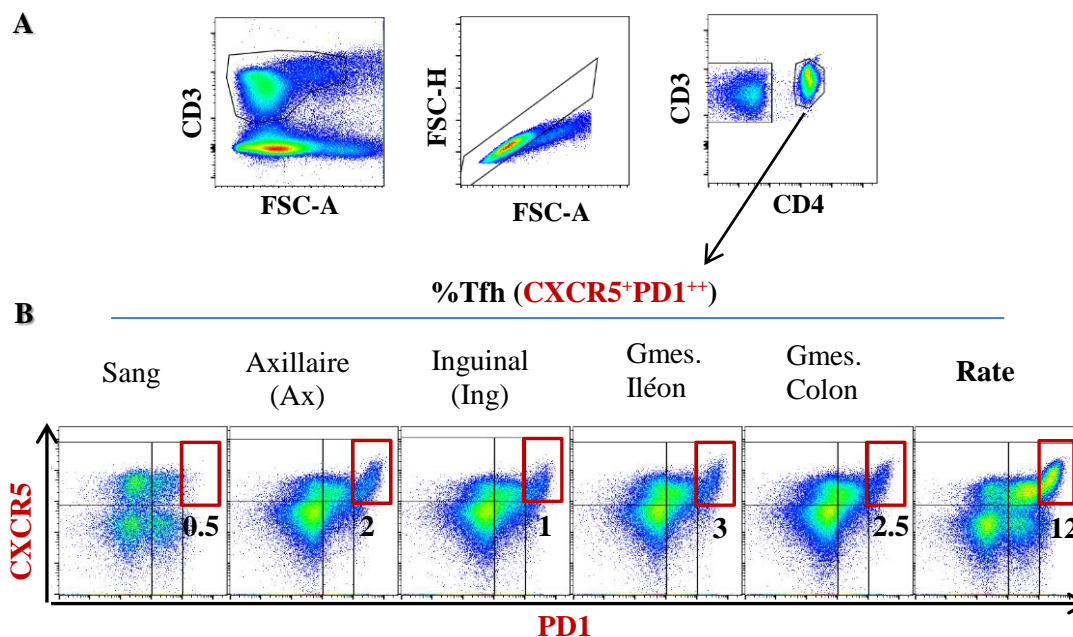 A
CD3
FSC-A
FSC-H
FSC-A
CD3
CD4
%Tfh (CXCR5⁺PD1⁺⁺)
B
Sang
Axillaire
(Ax)
Inguinal
(Ing)
Gmes.
Iléon
Gmes.
Colon
Rate
CXCR5
0.5
2
1
3
2.5
12
PD1